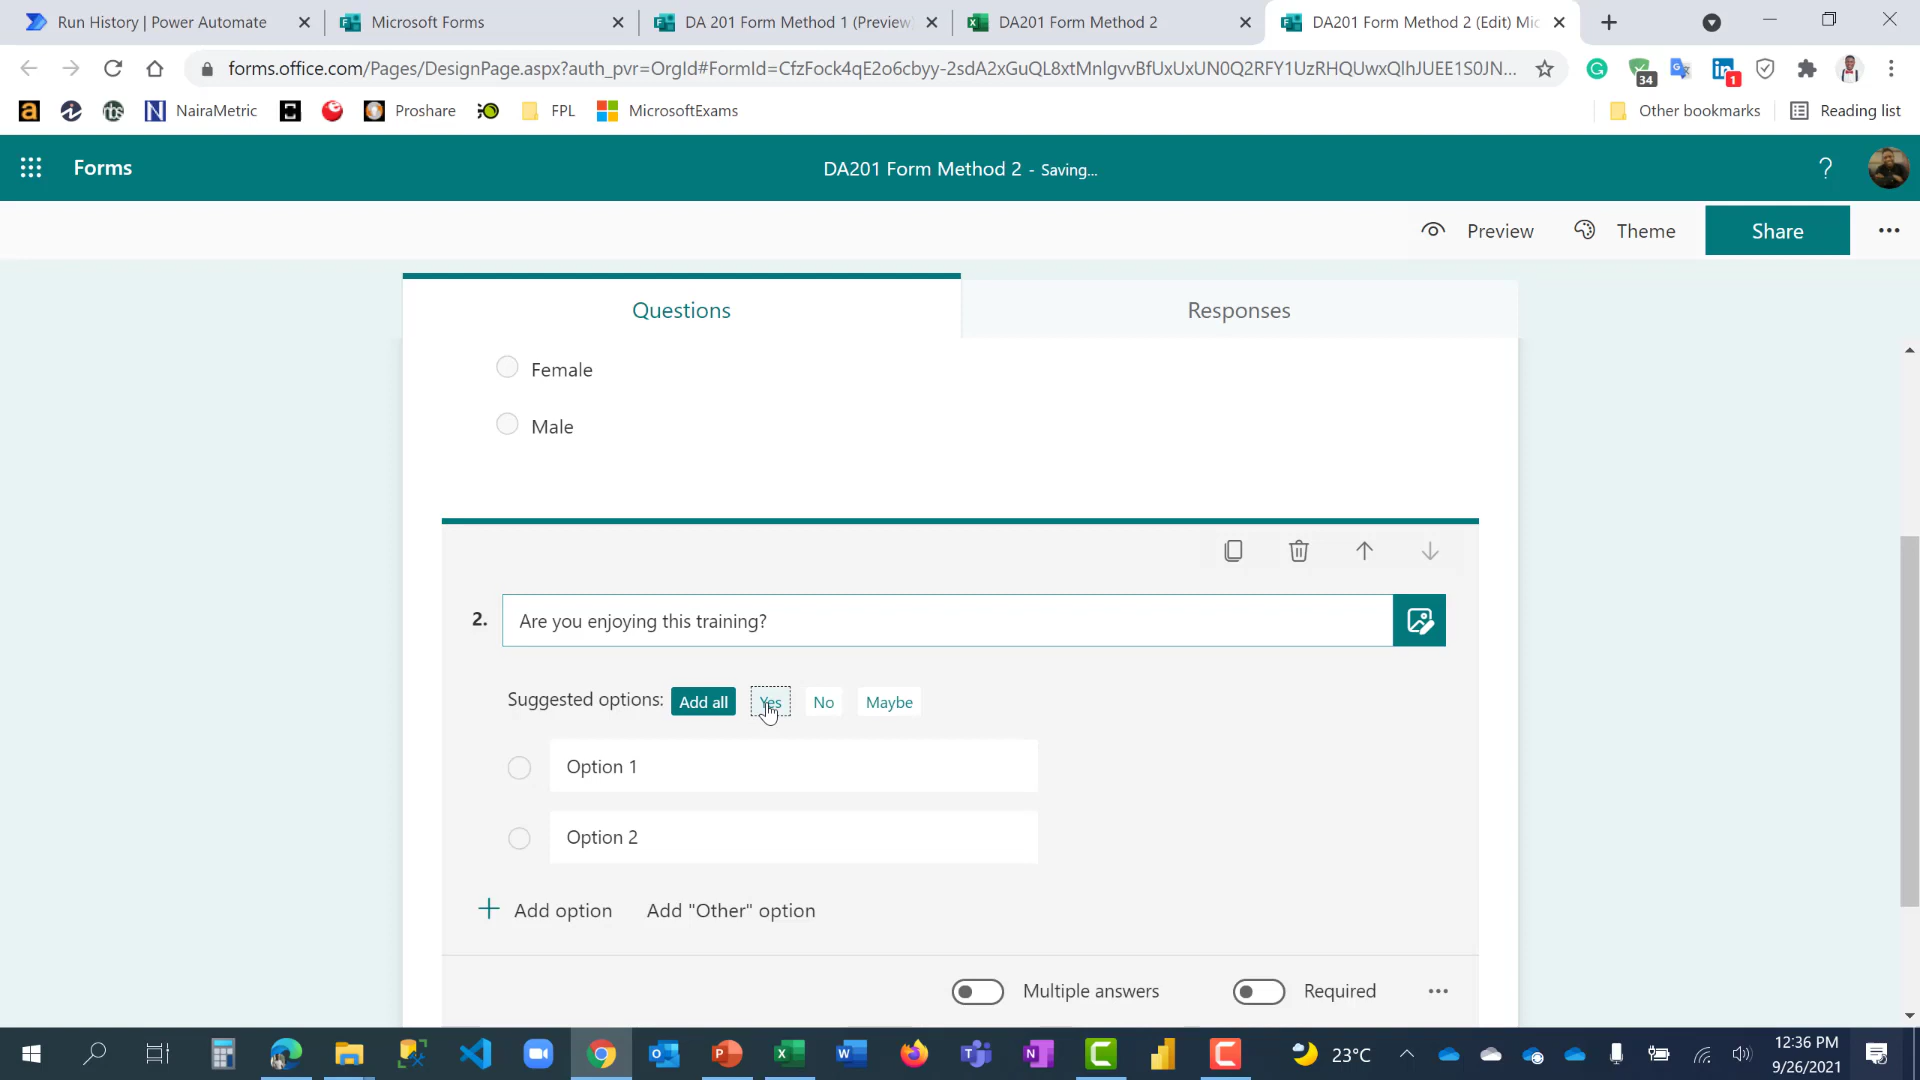 Run History | Power Automate
Microsoft Forms
DA 201 Form Method 1 (Preview)
DA201 Form Method 2
DA201 Form Method 2 (Edit) Mic
forms.office.com/Pages/DesignPage.aspx?auth_pvr=OrgId#FormId=CfzFock4qE2o6cbyy-2sdA2xGuQL8xtMnIgvvBfUxUxUN0Q2RFY1UzRHQUwxQlhJUEE1S0JN...
34
1
NairaMetric
Proshare
FPL
MicrosoftExams
Other bookmarks
Reading list
Forms
DA201 Form Method 2 - Saving...
?
Preview
Theme
Share
Questions
Responses
Female
Male
2.
Are you enjoying this training?
Suggested options:
Add all
Yes
No
Maybe
Option 1
Option 2
Add option
Add "Other" option
Multiple answers
Required
23°C
12:36 PM
9/26/2021